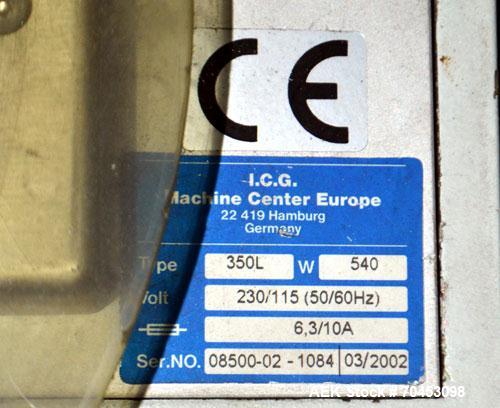 CE
I.C.G.
Machine Center Europe
22 419 Hamburg
Germany
Type 350L W 540
Volt 230/115 (50/60Hz)
6,3/10A
Ser.NO. 08500-02 - 1084 03/2002
AEK-Stock # 70453098